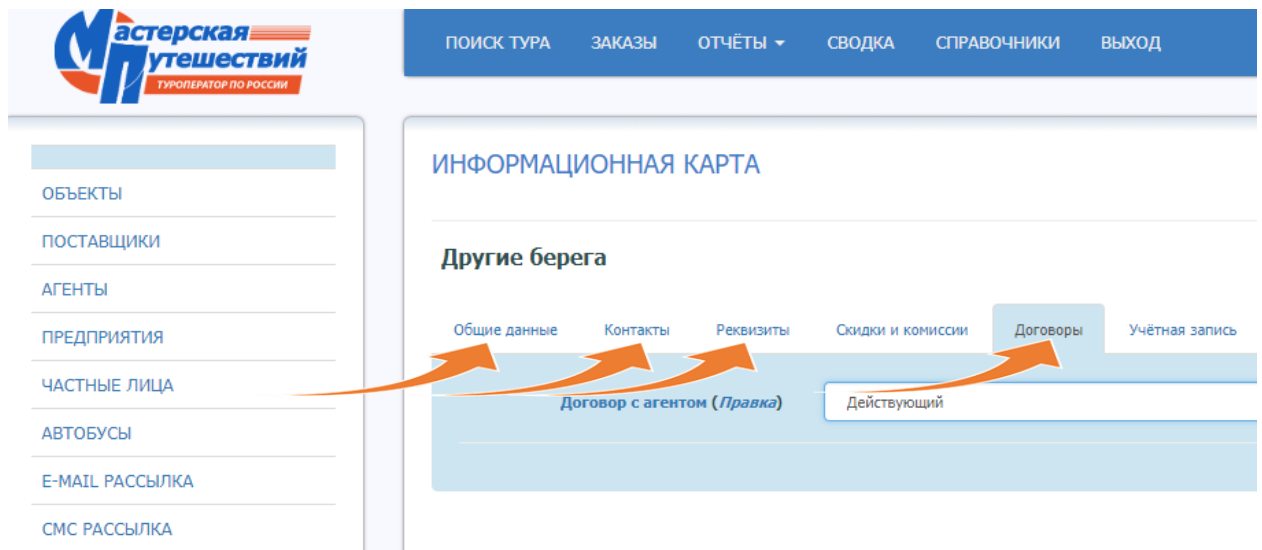 Мастерская
Путешествий
ТУРОПЕРАТОР ПО РОССИИ
ПОИСК ТУРА ЗАКАЗЫ ОТЧЁТЫ СВОДКА СПРАВОЧНИКИ ВЫХОД
ОБЪЕКТЫ
ПОСТАВЩИКИ
АГЕНТЫ
ПРЕДПРИЯТИЯ
ЧАСТНЫЕ ЛИЦА
АВТОБУСЫ
E-MAIL РАССЫЛКА
СМС РАССЫЛКА
ИНФОРМАЦИОННАЯ КАРТА
Другие берега
Общие данные Контакты Реквизиты Скидки и комиссии Договоры Учётная запись
Договор с агентом (Правка) Действующий